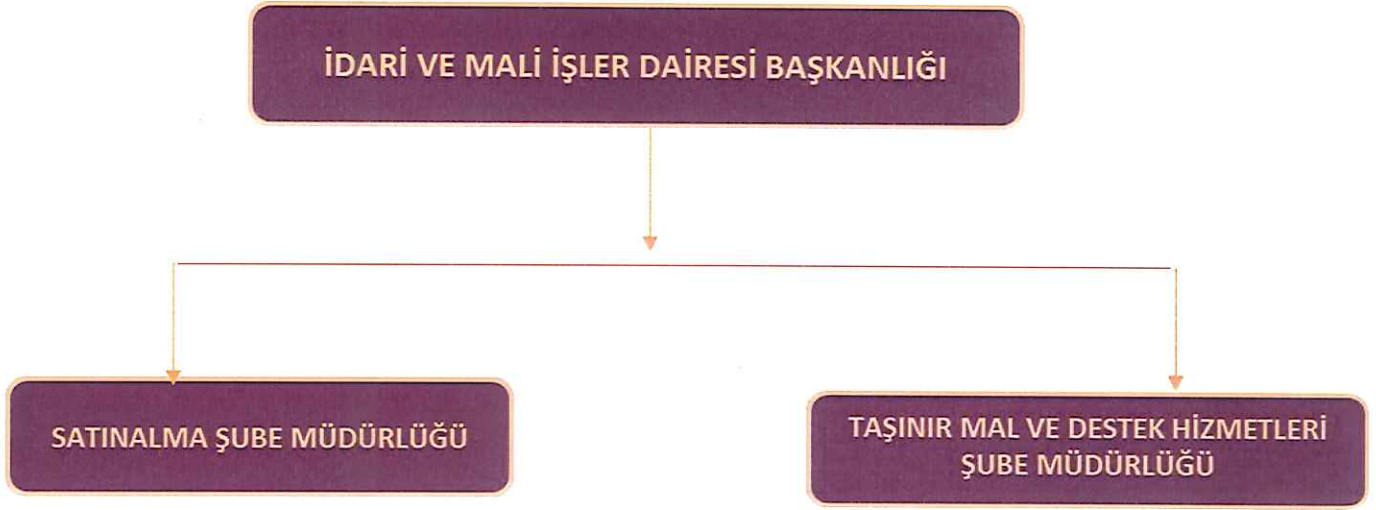 İDARİ VE MALİ İŞLER DAİRESİ BAŞKANLIĞI
SATINALMA ŞUBE MÜDÜRLÜĞÜ
TAŞINIR MAL VE DESTEK HİZMETLERİ
ŞUBE MÜDÜRLÜĞÜ